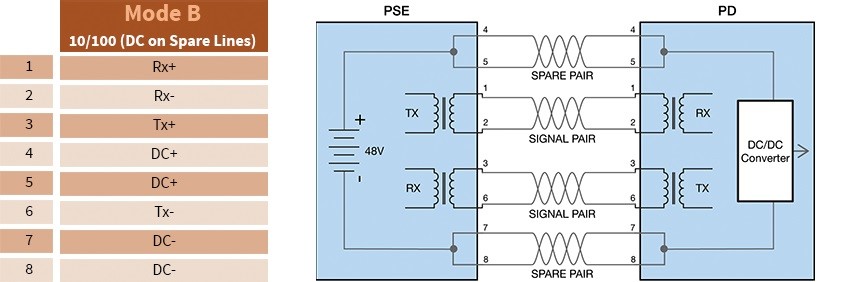 Mode B
10/100 (DC on Spare Lines)
1 Rx+
2 Rx-
3 Tx+
4 DC+
5 DC+
6 Tx-
7 DC-
8 DC-
PSE PD
4 4
5 5
SPARE PAIR
1 1
TX RX
2 2
SIGNAL PAIR
+
48V
-
DC/DC
Converter
3 3
RX TX
6 6
SIGNAL PAIR
7 7
8 8
SPARE PAIR